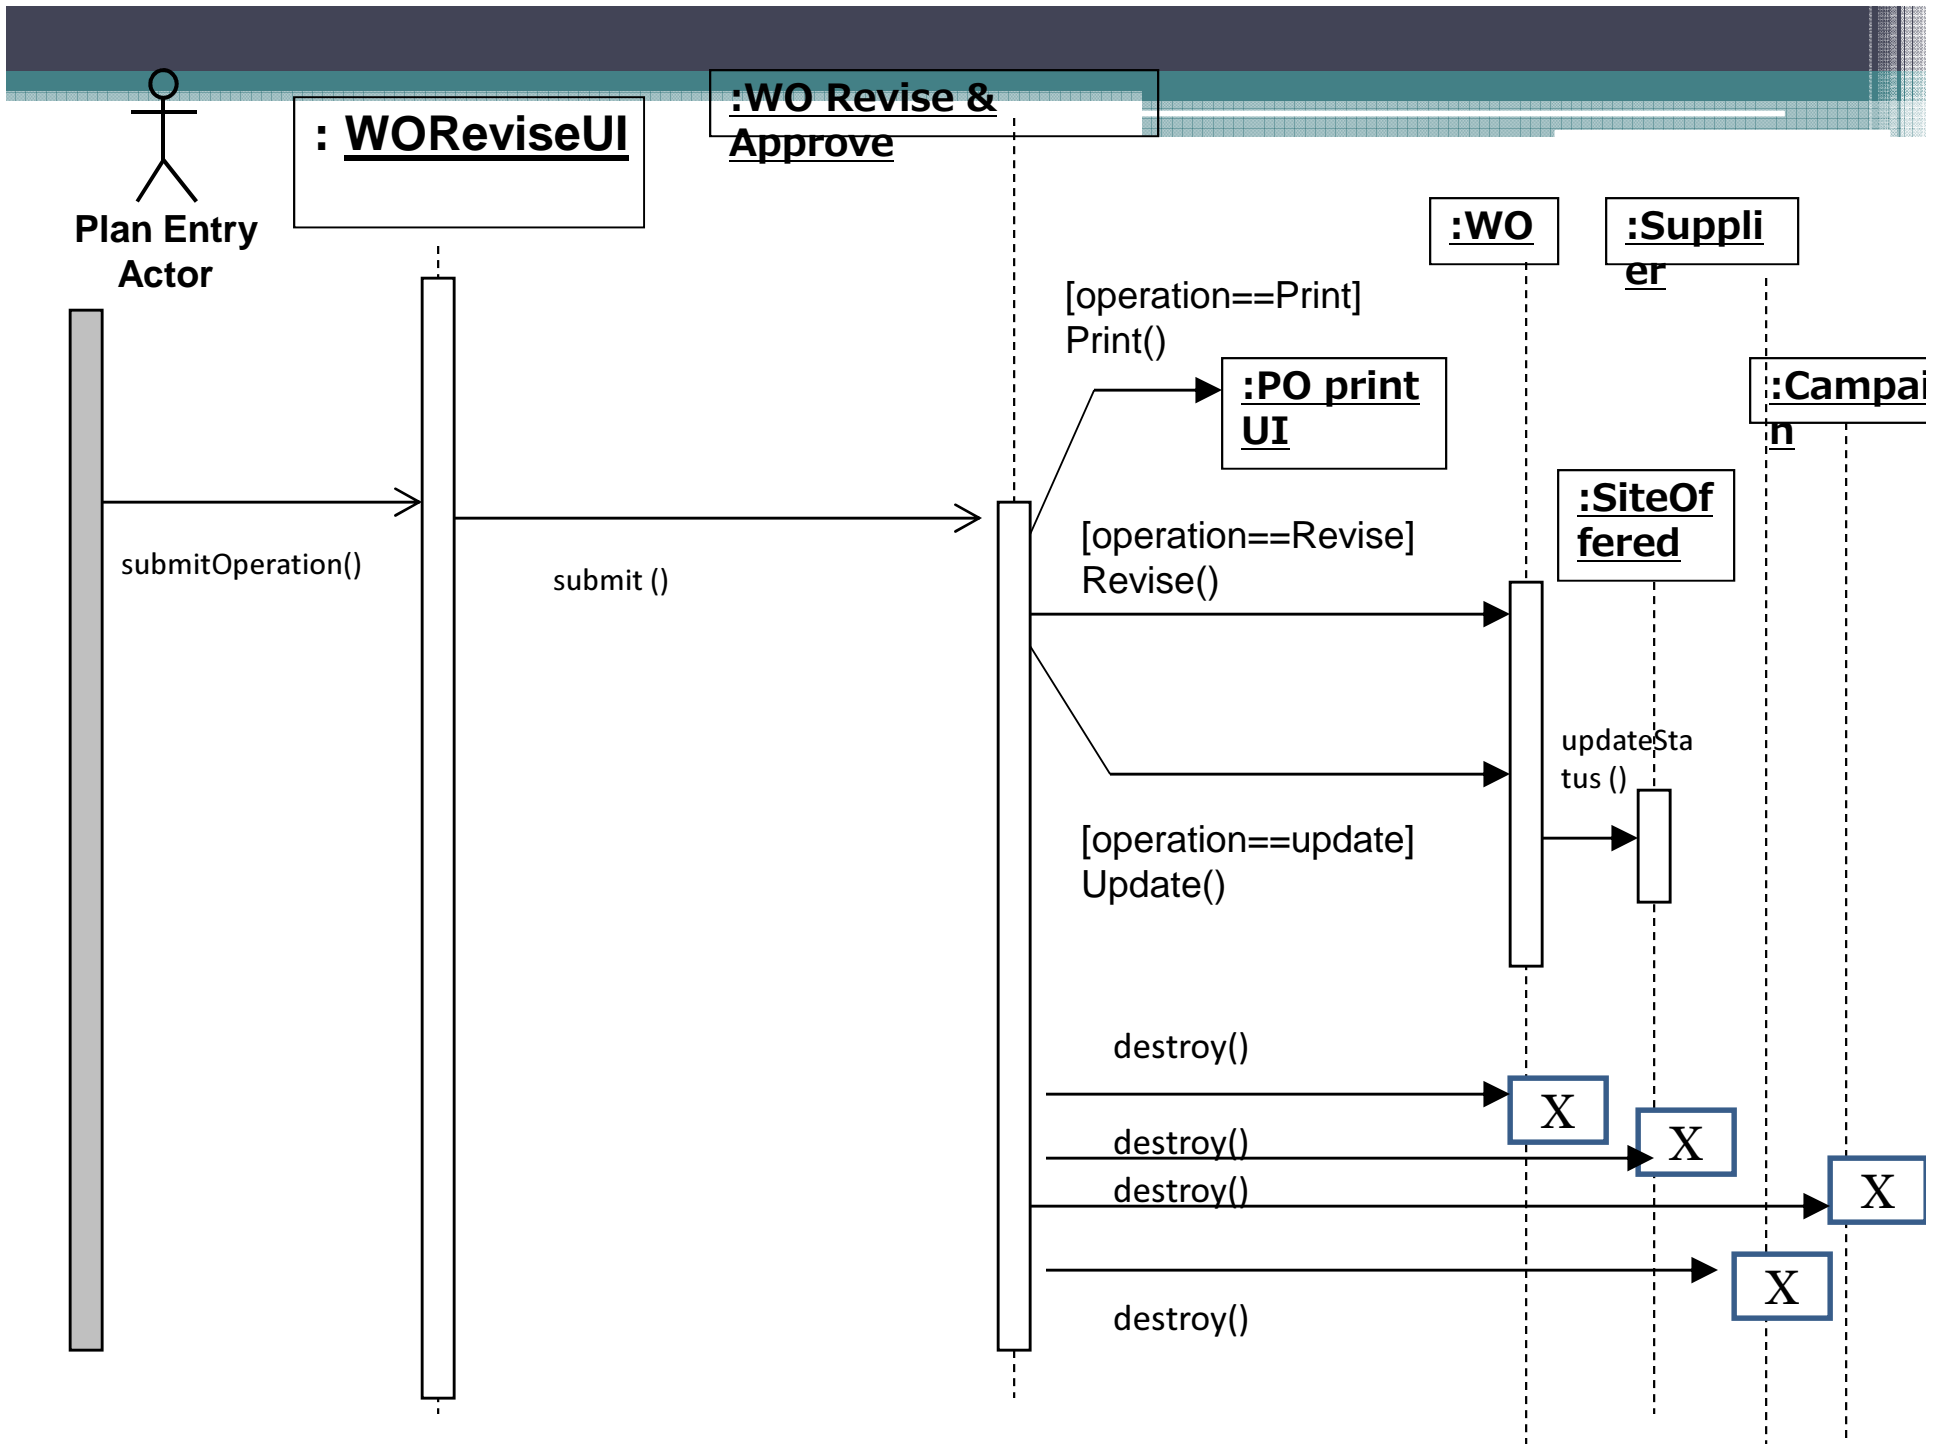 : WOReviseUI
:WO Revise &
Approve
Plan Entry
Actor
:WO
:Suppli
er
[operation==Print]
Print()
:PO print
UI
:Campai
n
:SiteOf
fered
submitOperation()
submit ()
[operation==Revise]
Revise()
updateSta
tus ()
[operation==update]
Update()
destroy()
X
destroy()
X
destroy()
X
X
destroy()